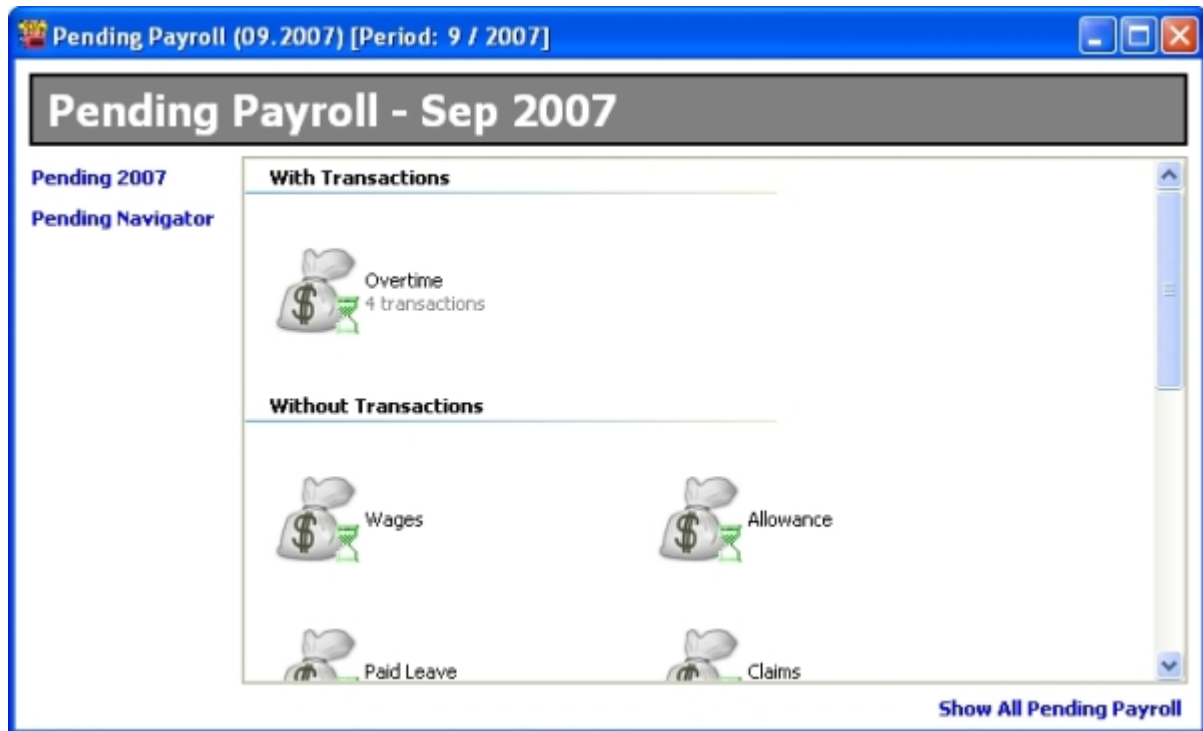 Pending Payroll (09.2007) [Period: 9 / 2007]
Pending Payroll - Sep 2007
Pending 2007
Pending Navigator
With Transactions
Overtime
4 transactions
Without Transactions
Wages
Allowance
Paid Leave
Claims
Show All Pending Payroll